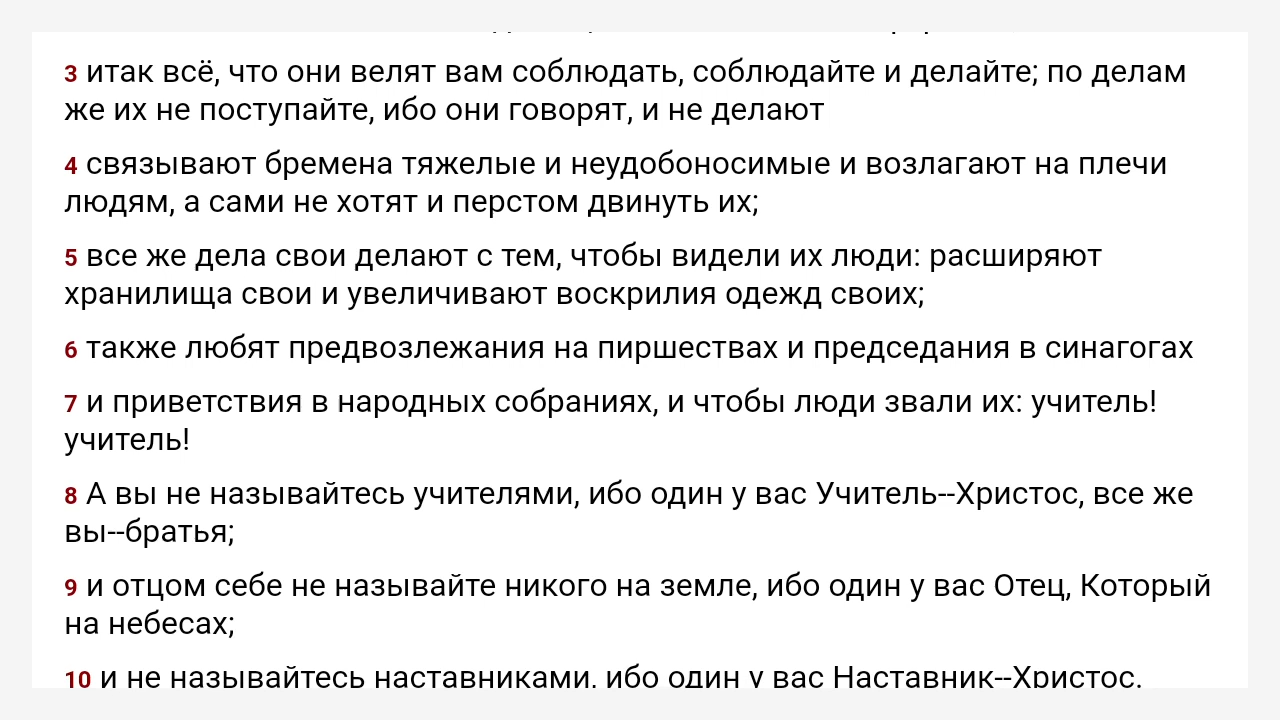 3 итак всё, что они велят вам соблюдать, соблюдайте и делайте; по делам
же их не поступайте, ибо они говорят, и не делают
4 связывают бремена тяжелые и неудобоносимые и возлагают на плечи
людям, а сами не хотят и перстом двинуть их;
5 все же дела свои делают с тем, чтобы видели их люди: расширяют
хранилища свои и увеличивают воскрилия одежд своих;
6 также любят предвозлежания на пиршествах и председания в синагогах
7 и приветствия в народных собраниях, и чтобы люди звали их: учитель!
учитель!
8 А вы не называйтесь учителями, ибо один у вас Учитель--Христос, все же
вы--братья;
9 и отцом себе не называйте никого на земле, ибо один у вас Отец, Который
на небесах;
10 и не называйтесь наставниками, ибо один у вас Наставник--Христос.